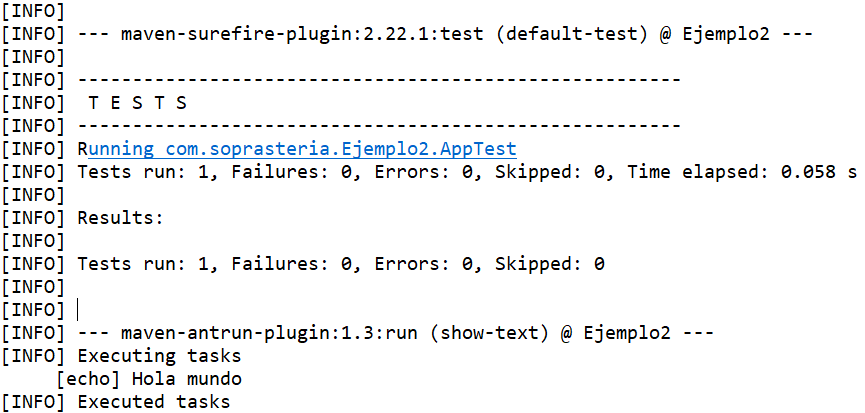 [INFO]
[INFO] --- maven-surefire-plugin:2.22.1:test (default-test) @ Ejemplo2 ---
[INFO]
[INFO] -------------------------------------------------------
[INFO]  T E S T S
[INFO] -------------------------------------------------------
[INFO] Running com.soprasteria.Ejemplo2.AppTest
[INFO] Tests run: 1, Failures: 0, Errors: 0, Skipped: 0, Time elapsed: 0.058 s
[INFO]
[INFO] Results:
[INFO]
[INFO] Tests run: 1, Failures: 0, Errors: 0, Skipped: 0
[INFO]
[INFO]
[INFO] --- maven-antrun-plugin:1.3:run (show-text) @ Ejemplo2 ---
[INFO] Executing tasks
     [echo] Hola mundo
[INFO] Executed tasks